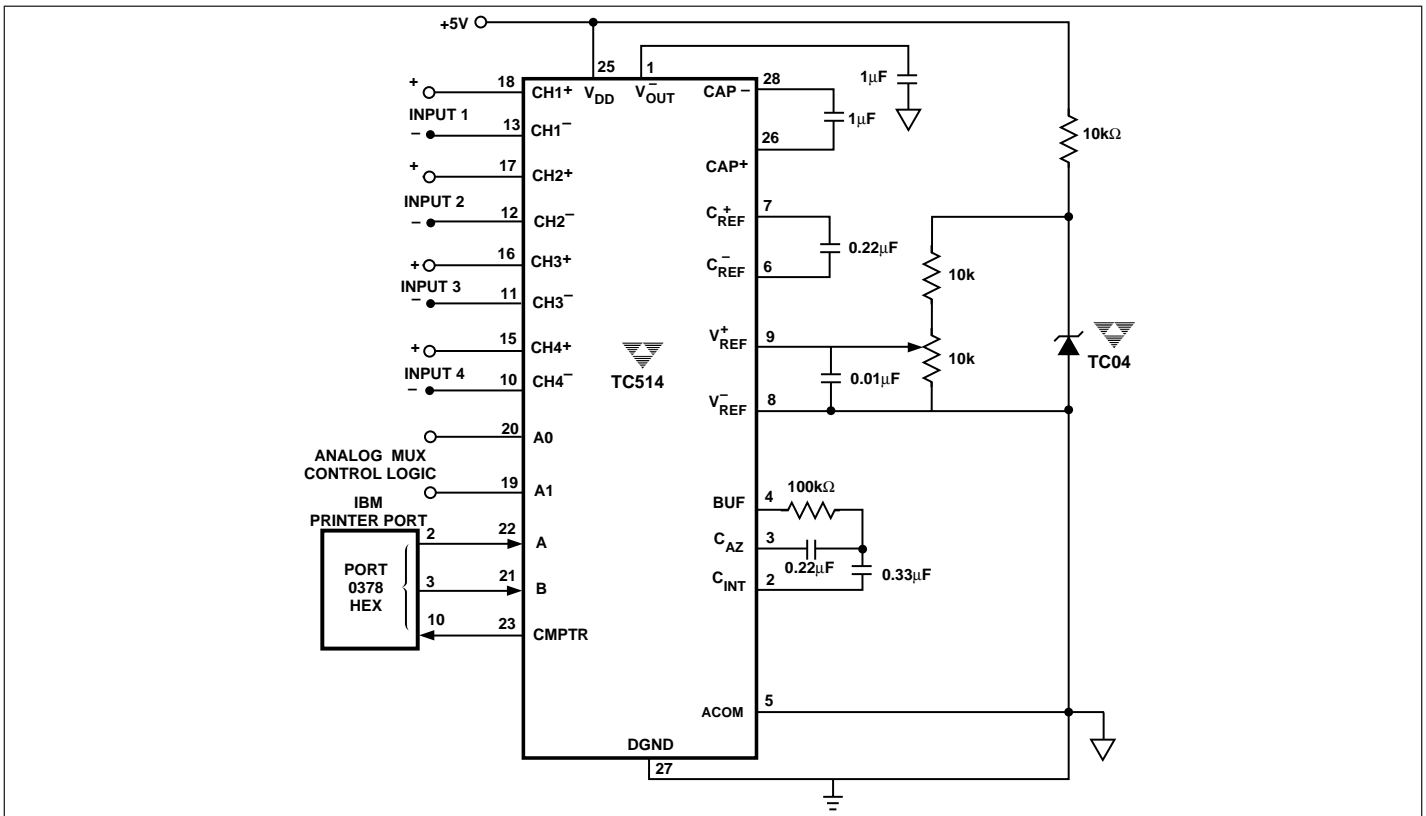 +5V
25
1
1μF
+
18
CH1+
VDD
V−OUT
CAP −
28
INPUT 1
−
13
CH1−
1μF
10kΩ
26
CAP+
+
17
CH2+
INPUT 2
−
12
CH2−
C+REF
7
0.22μF
C−REF
6
+
16
CH3+
INPUT 3
−
11
CH3−
10k
V+REF
9
10k
TC04
+
15
CH4+
INPUT 4
−
10
CH4−
TC514
0.01μF
V−REF
8
20
A0
ANALOG MUX
CONTROL LOGIC
19
A1
IBM
PRINTER PORT
BUF
4
100kΩ
2
22
A
CAZ
3
0.22μF
0.33μF
PORT
0378
HEX
3
21
B
CINT
2
10
23
CMPTR
ACOM
5
DGND
27